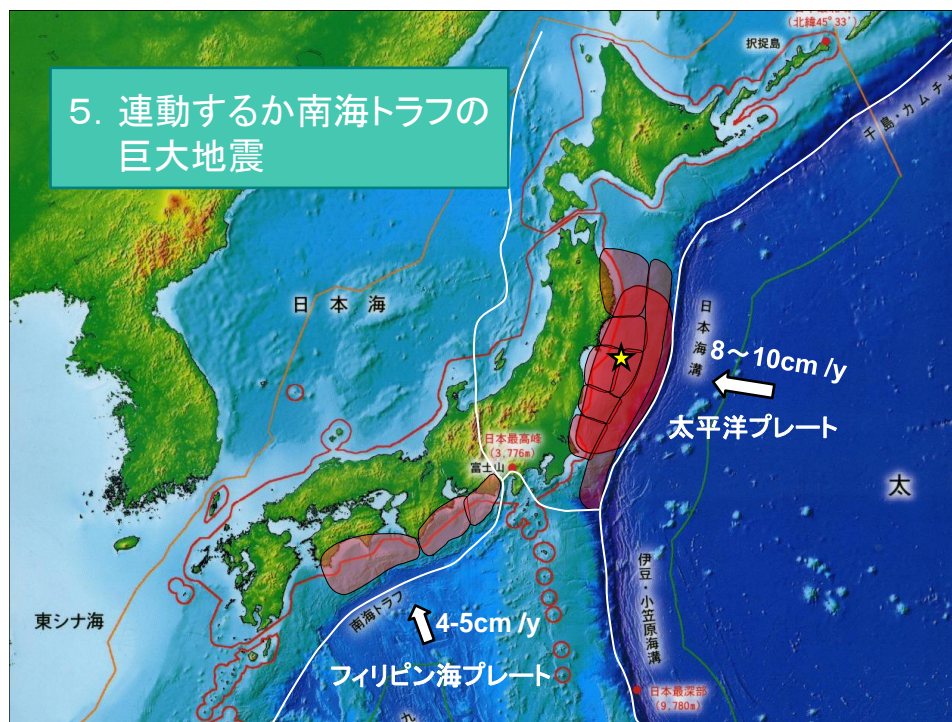 (北緯45°33')
択捉島
5. 連動するか南海トラフの
巨大地震
千島・カムチャ
日本海
日本海溝
8～10cm /y
太平洋プレート
日本最高峰
(3,776m)
富士山
太
伊豆・小笠原海溝
東シナ海
南海トラフ
4-5cm /y
フィリピン海プレート
日本最深部
(9,780m)
九